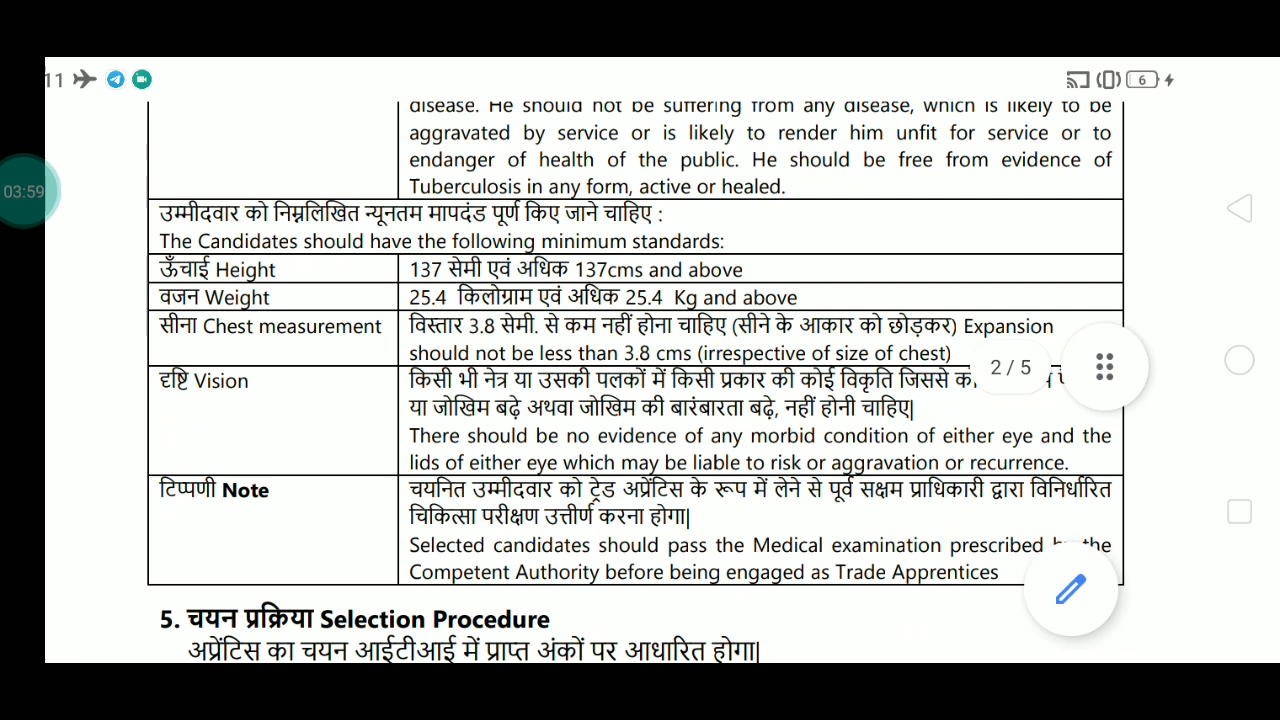 11
6
03:59
disease. He should not be suffering from any disease, which is likely to be
aggravated by service or is likely to render him unfit for service or to
endanger of health of the public. He should be free from evidence of
Tuberculosis in any form, active or healed.
उम्मीदवार को निम्नलिखित न्यूनतम मापदंड पूर्ण किए जाने चाहिए :
The Candidates should have the following minimum standards:
ऊँचाई Height
137 सेमी एवं अधिक 137cms and above
वजन Weight
25.4 किलोग्राम एवं अधिक 25.4 Kg and above
सीना Chest measurement
विस्तार 3.8 सेमी. से कम नहीं होना चाहिए (सीने के आकार को छोड़कर) Expansion
should not be less than 3.8 cms (irrespective of size of chest)
2 / 5
दृष्टि Vision
किसी भी नेत्र या उसकी पलकों में किसी प्रकार की कोई विकृति जिससे
या जोखिम बढ़े अथवा जोखिम की बारंबारता बढ़े, नहीं होनी चाहिए|
There should be no evidence of any morbid condition of either eye and the
lids of either eye which may be liable to risk or aggravation or recurrence.
टिप्पणी Note
चयनित उम्मीदवार को ट्रेड अप्रेंटिस के रूप में लेने से पूर्व सक्षम प्राधिकारी द्वारा विनिर्धारित
चिकित्सा परीक्षण उत्तीर्ण करना होगा|
Selected candidates should pass the Medical examination prescribed by the
Competent Authority before being engaged as Trade Apprentices
5. चयन प्रक्रिया Selection Procedure
अप्रेंटिस का चयन आईटीआई में प्राप्त अंकों पर आधारित होगा|